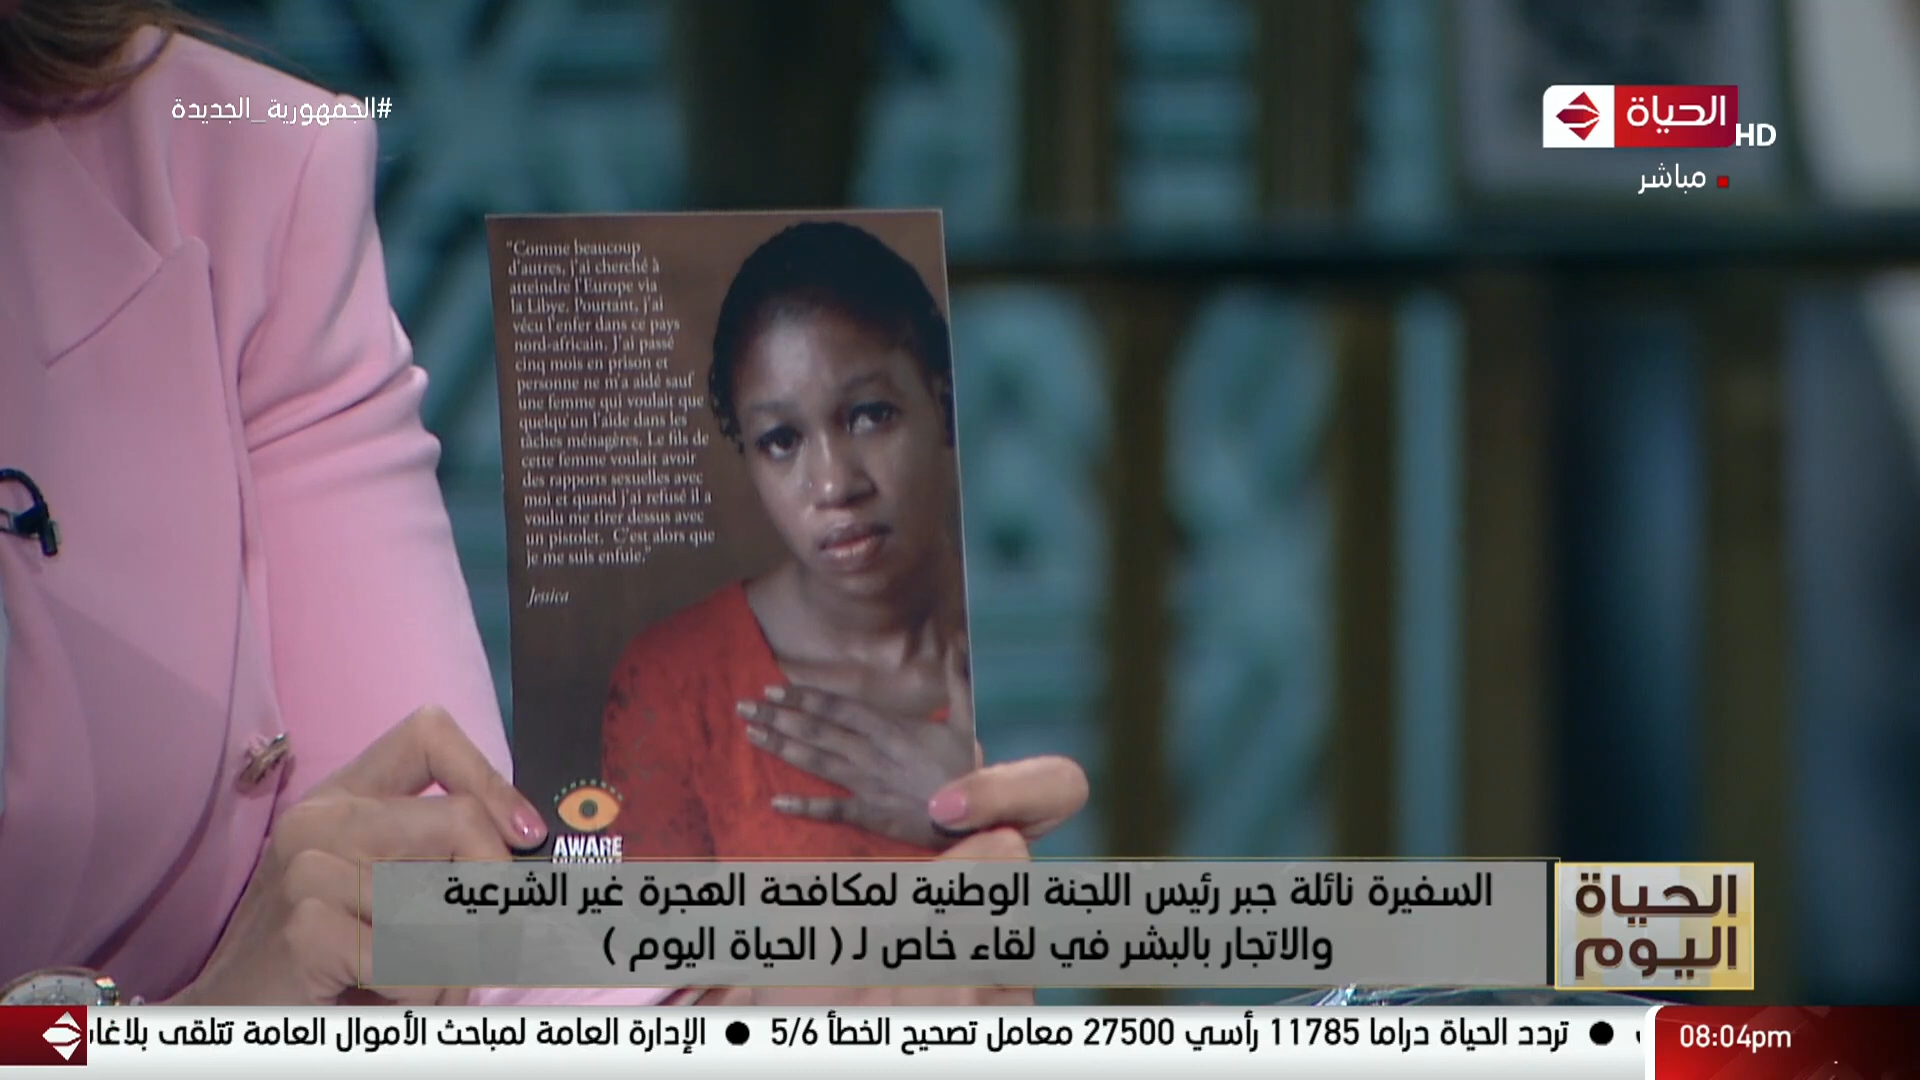 #الجمهورية_الجديدة
الحياة
HD
مباشر
"Comme beaucoup
d'autres, j'ai cherché à
atteindre l'Europe via
la Libye. Pourtant, j'ai
vécu l'enfer dans ce pays
nord-africain. J'ai passé
cinq mois en prison et
personne ne m'a aidé sauf
une femme qui voulait que
quelqu'un l'aide dans les
tâches ménagères. Le fils de
cette femme voulait avoir
des rapports sexuelles avec
moi et quand j'ai refusé il a
voulu me tirer dessus avec
un pistolet. C'est alors que
je me suis enfuie."
Jessica
AWARE
السفيرة نائلة جبر رئيس اللجنة الوطنية لمكافحة الهجرة غير الشرعية
والاتجار بالبشر في لقاء خاص لـ ( الحياة اليوم )
الحياة
اليوم
● تردد الحياة دراما 11785 رأسي 27500 معامل تصحيح الخطأ 5/6 ● الإدارة العامة لمباحث الأموال العامة تتلقى
08:04pm